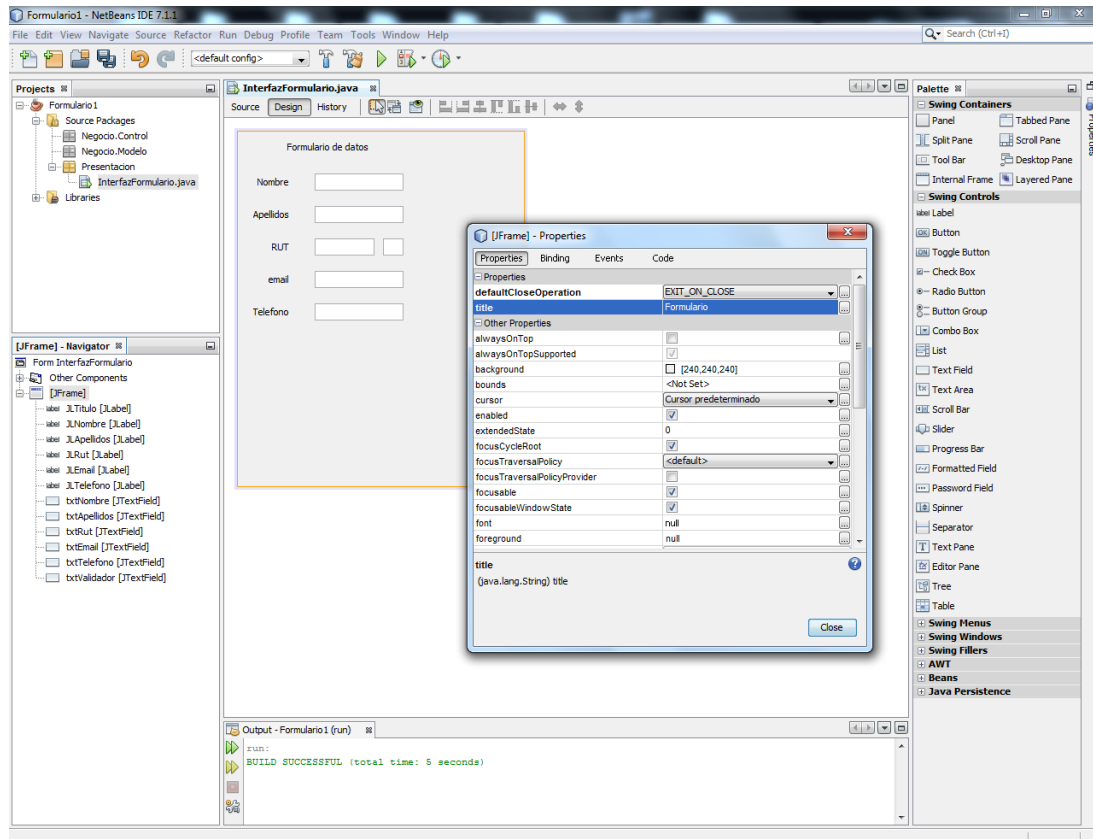 Formulario1 - NetBeans IDE 7.1.1
File Edit View Navigate Source Refactor Run Debug Profile Team Tools Window Help
Search (Ctrl+I)
<default config>
Projects
Formulario1
Source Packages
Negocio.Control
Negocio.Modelo
Presentacion
InterfazFormulario.java
Libraries
[JFrame] - Navigator
Form InterfazFormulario
Other Components
[JFrame]
label JLTitulo [JLabel]
label JLNombre [JLabel]
label JLApellidos [JLabel]
label JLRut [JLabel]
label JLEmail [JLabel]
label JLTelefono [JLabel]
txtNombre [JTextField]
txtApellidos [JTextField]
txtRut [JTextField]
txtEmail [JTextField]
txtTelefono [JTextField]
txtValidador [JTextField]
InterfazFormulario.java
Source Design History
Formulario de datos
Nombre
Apellidos
RUT
email
Telefono
[JFrame] - Properties
Properties Binding Events Code
Properties
defaultCloseOperation EXIT_ON_CLOSE
title Formulario
Other Properties
alwaysOnTop
alwaysOnTopSupported
background [240,240,240]
bounds <Not Set>
cursor Cursor predeterminado
enabled
extendedState 0
focusCycleRoot
focusTraversalPolicy <default>
focusTraversalPolicyProvider
focusable
focusableWindowState
font null
foreground null
title
(java.lang.String) title
Close
Output - Formulario1 (run)
run:
BUILD SUCCESSFUL (total time: 5 seconds)
Palette
Swing Containers
Panel Tabbed Pane
Split Pane Scroll Pane
Tool Bar Desktop Pane
Internal Frame Layered Pane
Swing Controls
label Label
OK Button
ON Toggle Button
Check Box
Radio Button
Button Group
Combo Box
List
Text Field
Text Area
Scroll Bar
Slider
Progress Bar
Formatted Field
Password Field
Spinner
Separator
Text Pane
Editor Pane
Tree
Table
Swing Menus
Swing Windows
Swing Fillers
AWT
Beans
Java Persistence
Properties